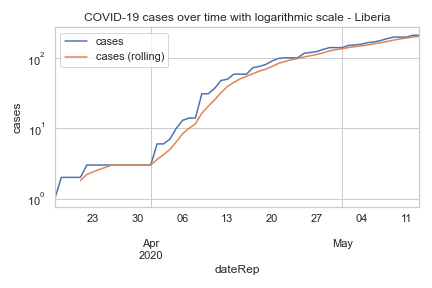 COVID-19 cases over time with logarithmic scale - Liberia
cases
cases (rolling)
10²
10¹
10⁰
cases
23 30 06 13 20 27 04 11
Apr May
2020
dateRep